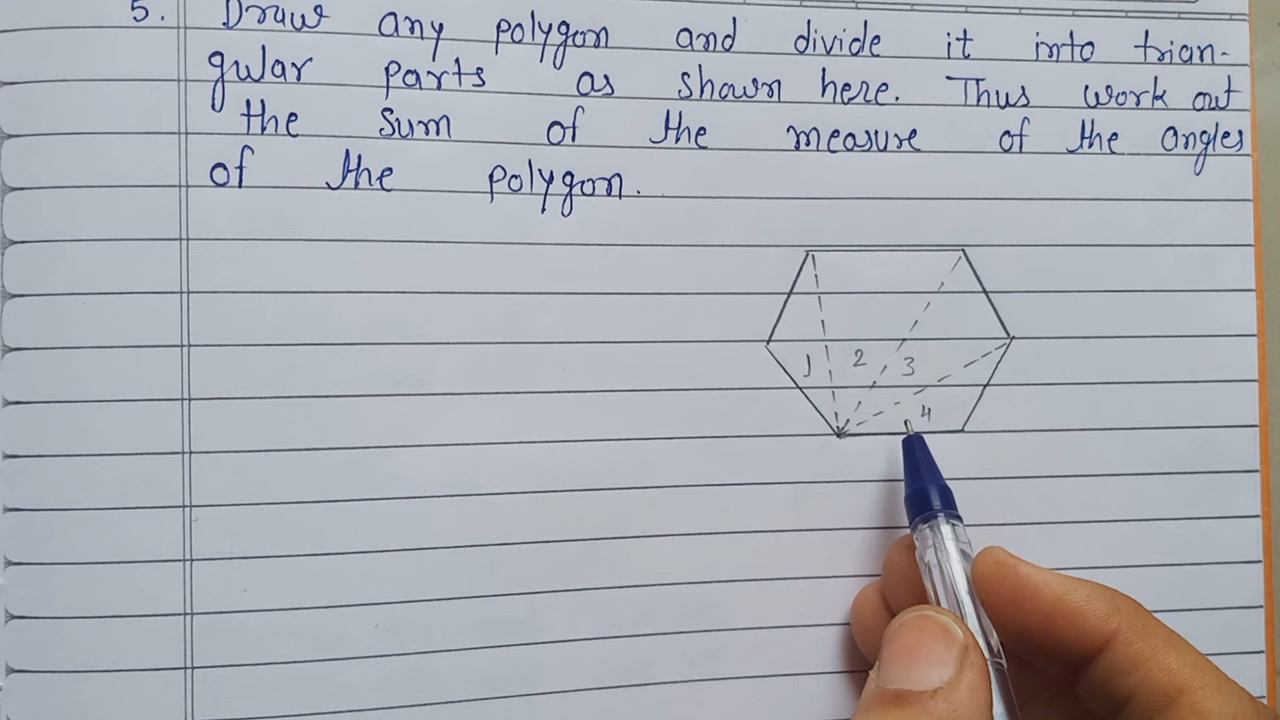 5. Draw any polygon and divide it into trian-
gular parts as shown here. Thus work out
the sum of the measure of the angles
of the polygon.
1 2 3
4